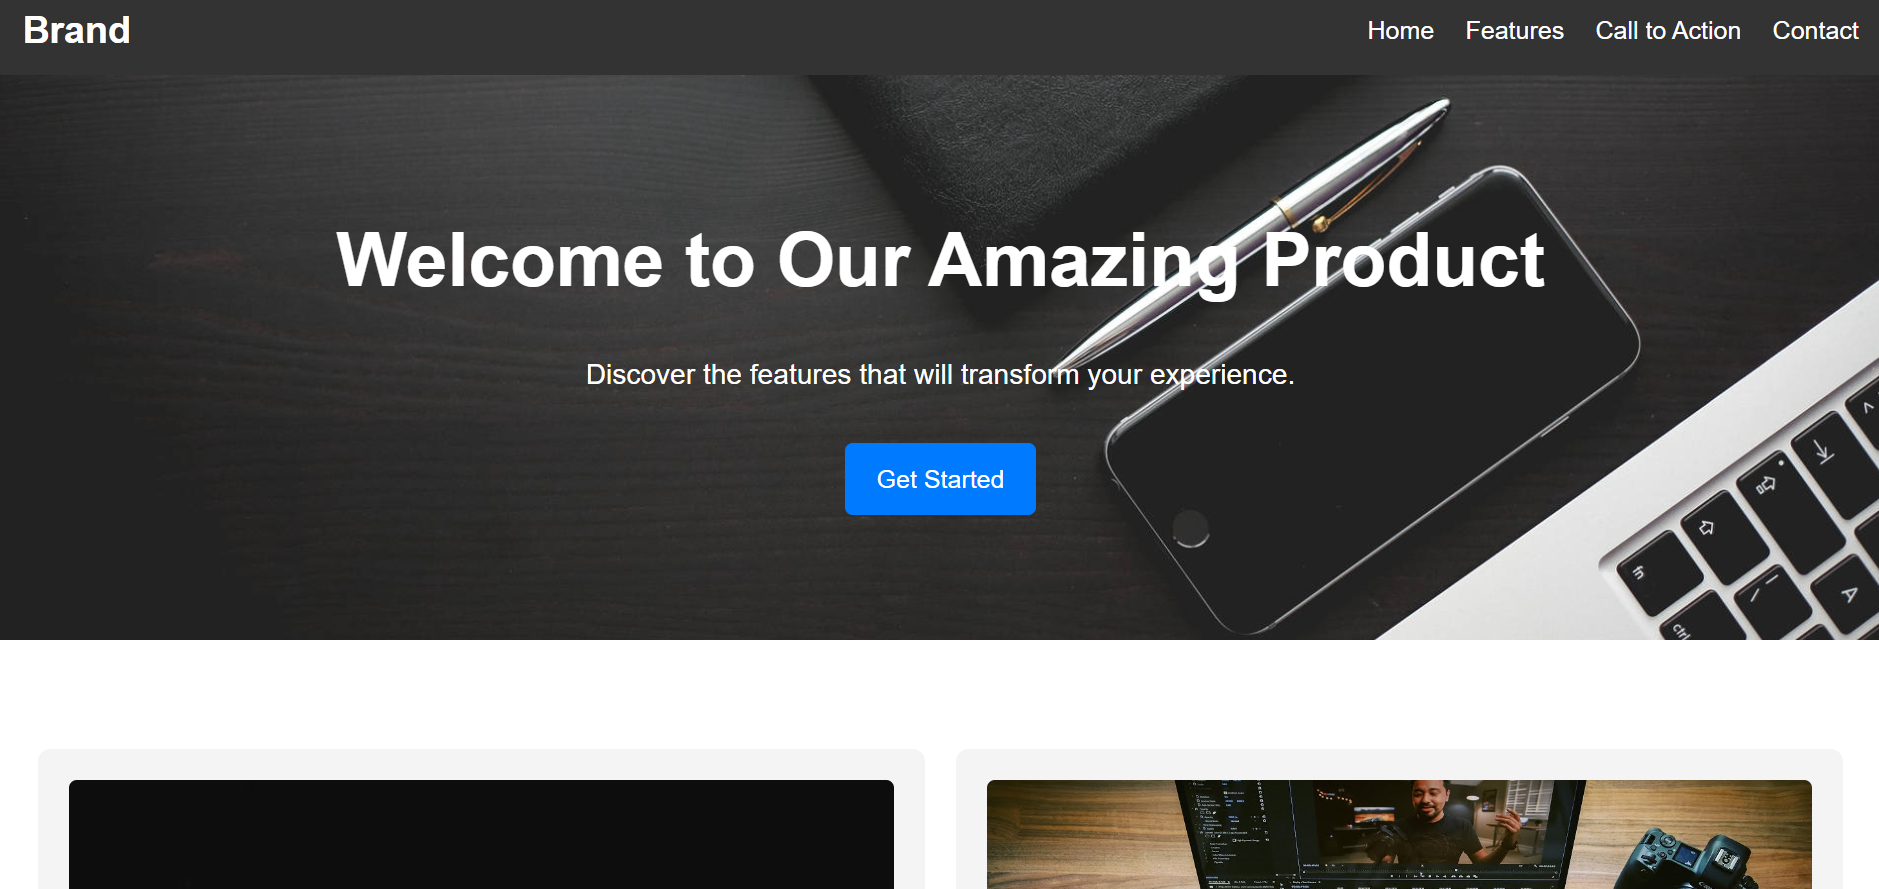 Brand
Home Features Call to Action Contact
Welcome to Our Amazing Product
Discover the features that will transform your experience.
Get Started
A
ctrl